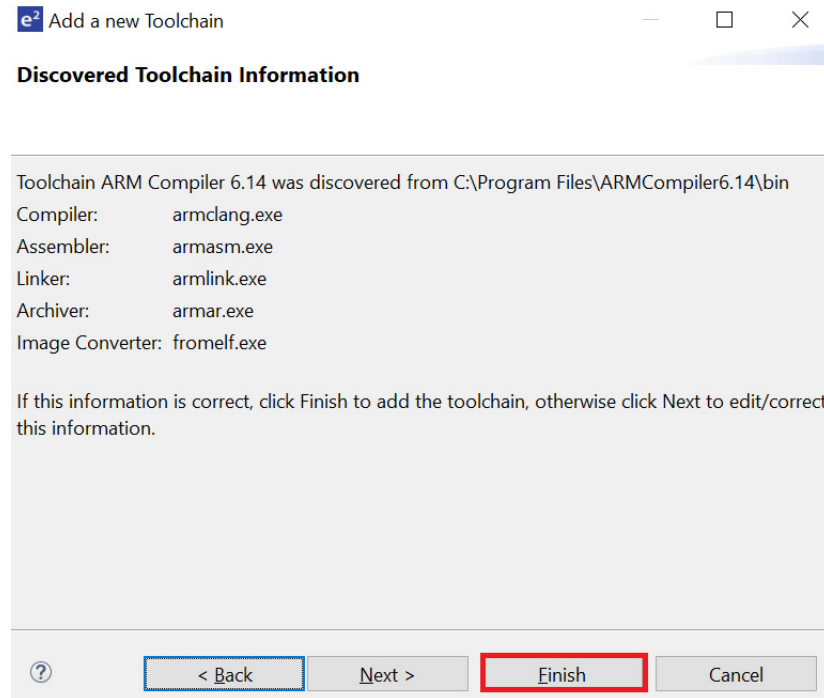 e² Add a new Toolchain
Discovered Toolchain Information
Toolchain ARM Compiler 6.14 was discovered from C:\Program Files\ARMCompiler6.14\bin
Compiler: armclang.exe
Assembler: armasm.exe
Linker: armlink.exe
Archiver: armar.exe
Image Converter: fromelf.exe
If this information is correct, click Finish to add the toolchain, otherwise click Next to edit/correct
this information.
? < Back Next > Finish Cancel